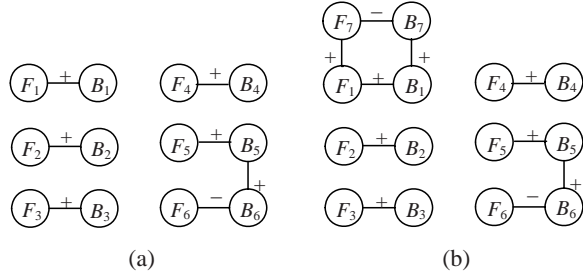 F7 − B7
+ +
F1 + B1 F4 + B4 F1 + B1 F4 + B4
F2 + B2 F5 + B5 F2 + B2 F5 + B5
+ +
F3 + B3 F6 − B6 F3 + B3 F6 − B6
(a) (b)